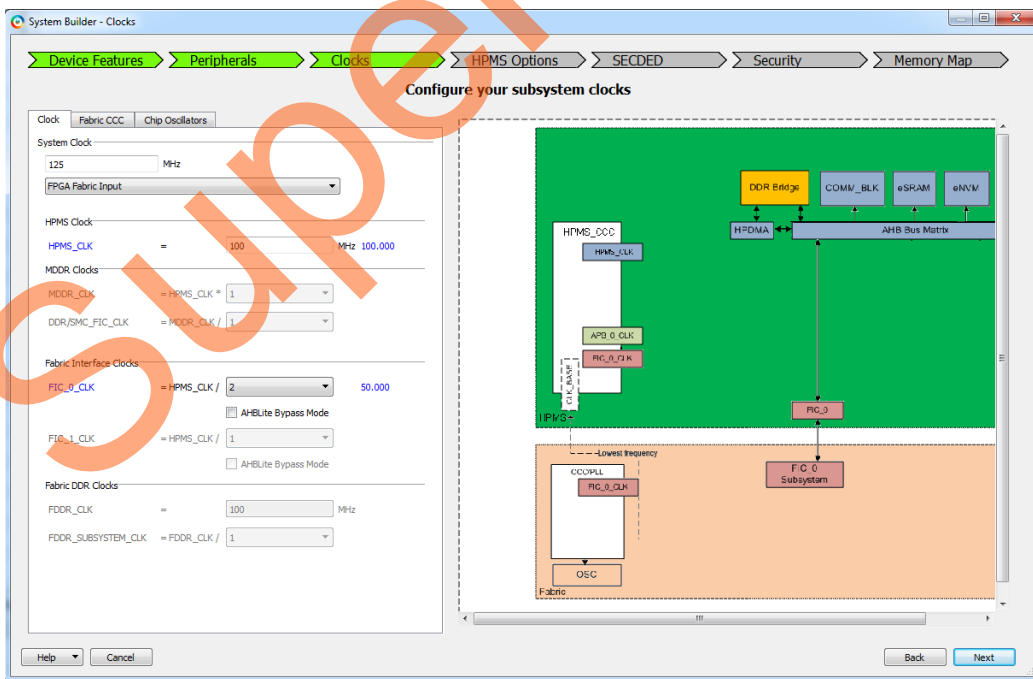 System Builder - Clocks
Device Features
Peripherals
Clocks
HPMS Options
SECDED
Security
Memory Map
Configure your subsystem clocks
Clock
Fabric CCC
Chip Oscillators
System Clock
125 MHz
FPGA Fabric Input
HPMS Clock
HPMS_CLK = 100 MHz 100.000
MDDR Clocks
MDDR_CLK = HPMS_CLK * 1
DDR/SMC_FIC_CLK = MDDR_CLK / 1
Fabric Interface Clocks
FIC_0_CLK = HPMS_CLK / 2 50.000
AHBLite Bypass Mode
FIC_1_CLK = HPMS_CLK / 1
AHBLite Bypass Mode
Fabric DDR Clocks
FDDR_CLK = 100 MHz
FDDR_SUBSYSTEM_CLK = FDDR_CLK / 1
DDR Bridge
COMM_BLK
eSRAM
eNVM
HPDMA
AHB Bus Matrix
HPMS_CCC
HPMS_CLK
APB_0_CLK
FIC_0_CLK
CLK_BASE
HPMS
FIC_0
Lowest frequency
CCC/PLL
FIC_0_CLK
FIC_0
Subsystem
OSC
Fabric
Help
Cancel
Back
Next
Supe